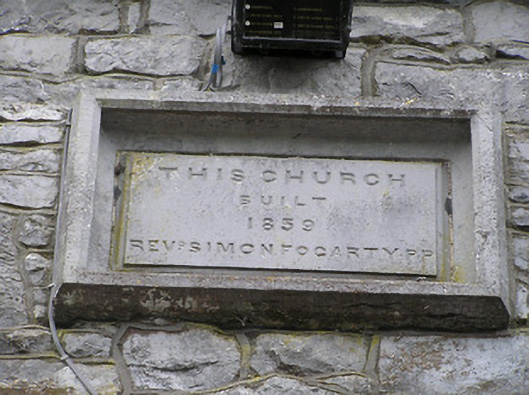 THIS CHURCH
BUILT
1859
REVD SIMON FOGARTY. P.P